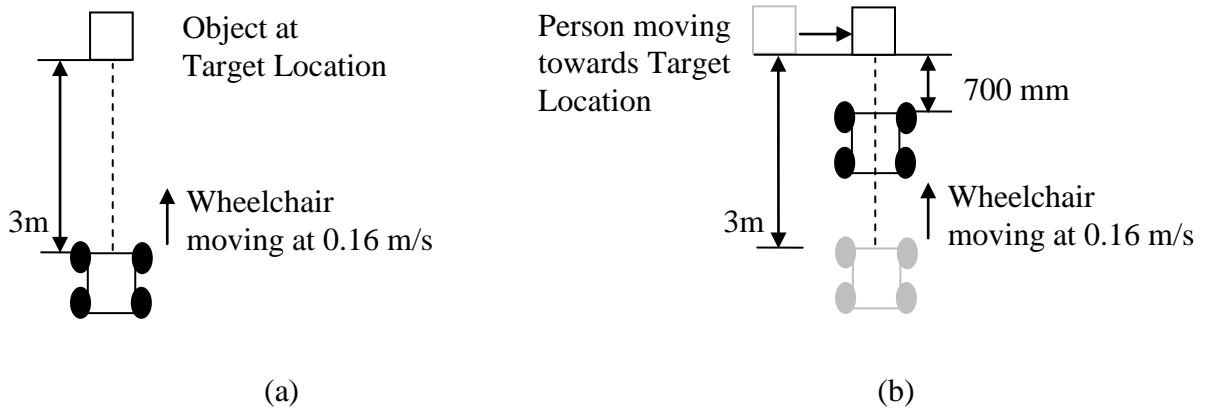 Object at
Target Location
3m
Wheelchair
moving at 0.16 m/s
(a)
Person moving
towards Target
Location
700 mm
3m
Wheelchair
moving at 0.16 m/s
(b)